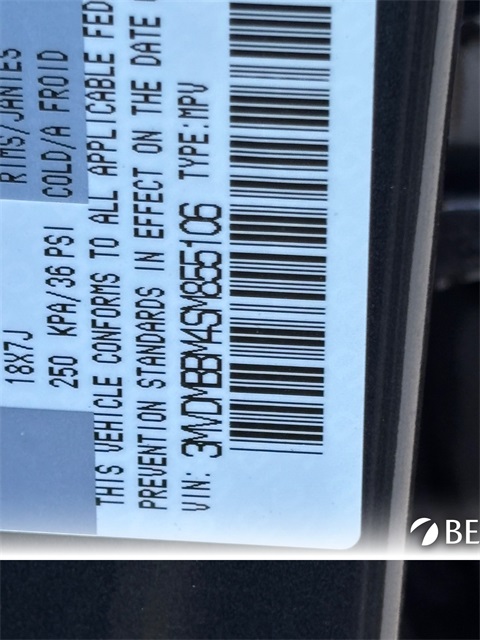 RIMS/JANTES
COLD/A FROID
18X7J
250 KPA/36 PSI
THIS VEHICLE CONFORMS TO ALL APPLICABLE FED
PREVENTION STANDARDS IN EFFECT ON THE DATE
VIN: 3MVDMBBM4SM855106 TYPE:MPV
BE